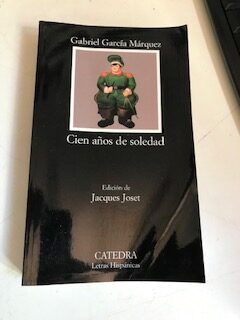 Gabriel García Márquez
Cien años de soledad
Edición de
Jacques Joset
CATEDRA
Letras Hispánicas